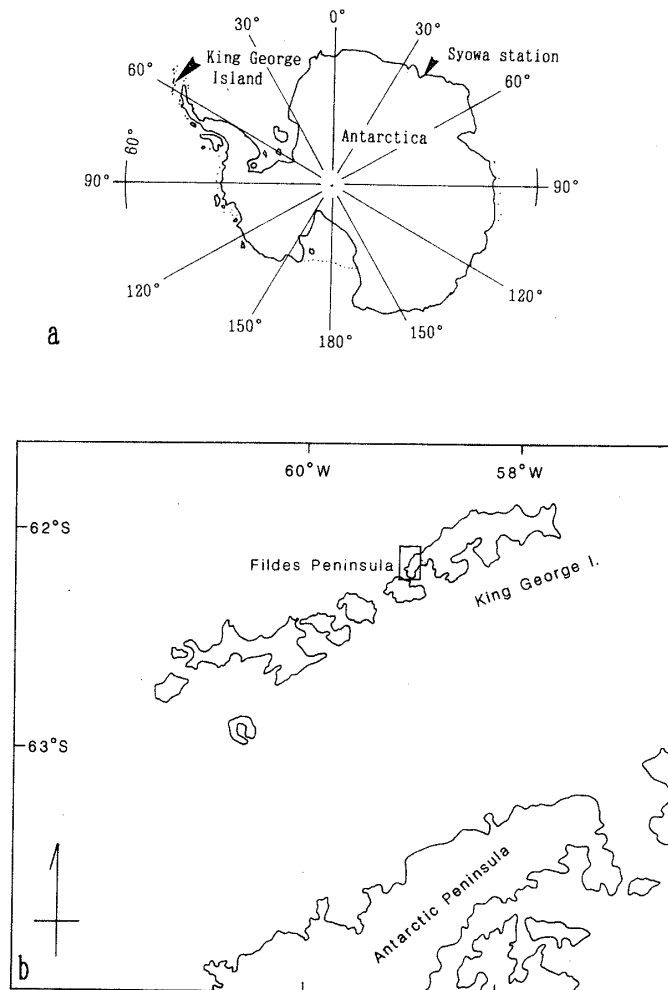 0°
30°
30°
King George
Island
Syowa station
60°
60°
Antarctica
60°
90°
90°
120°
120°
150°
150°
180°
a
60°W
58°W
62°S
Fildes Peninsula
King George I.
63°S
Antarctic Peninsula
b